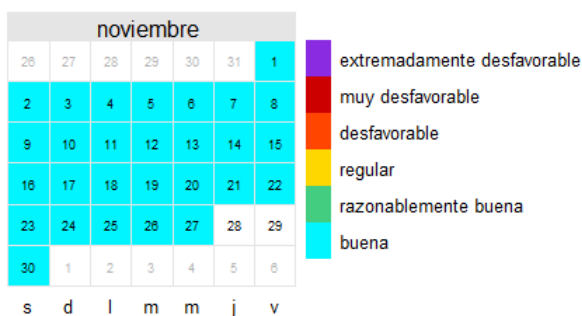 noviembre
26 27 28 29 30 31 1
2 3 4 5 6 7 8
9 10 11 12 13 14 15
16 17 18 19 20 21 22
23 24 25 26 27 28 29
30 1 2 3 4 5 6
s d l m m j v
extremadamente desfavorable
muy desfavorable
desfavorable
regular
razonablemente buena
buena